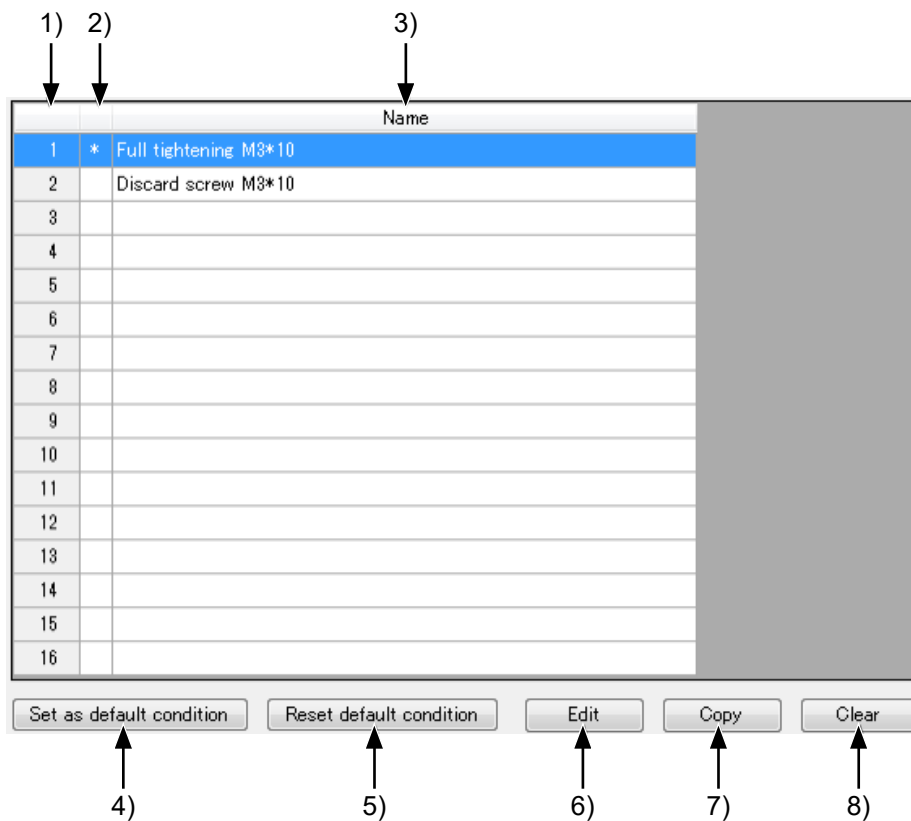 1) 2) 3)
Name
1 * Full tightening M3*10
2 Discard screw M3*10
3
4
5
6
7
8
9
10
11
12
13
14
15
16
Set as default condition Reset default condition Edit Copy Clear
4) 5) 6) 7) 8)